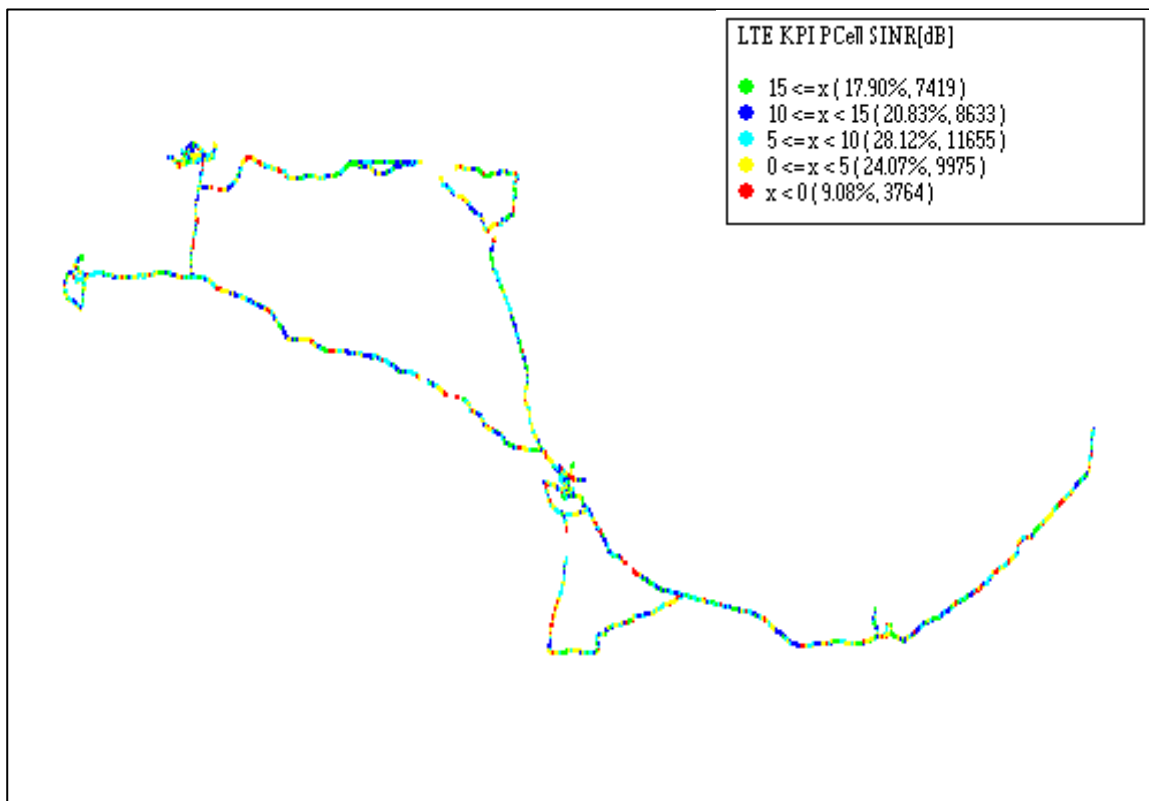 LTE KPI PCell SINR[dB]
15 <= x ( 17.90%, 7419 )
10 <= x < 15 ( 20.83%, 8633 )
5 <= x < 10 ( 28.12%, 11655 )
0 <= x < 5 ( 24.07%, 9975 )
x < 0 ( 9.08%, 3764 )